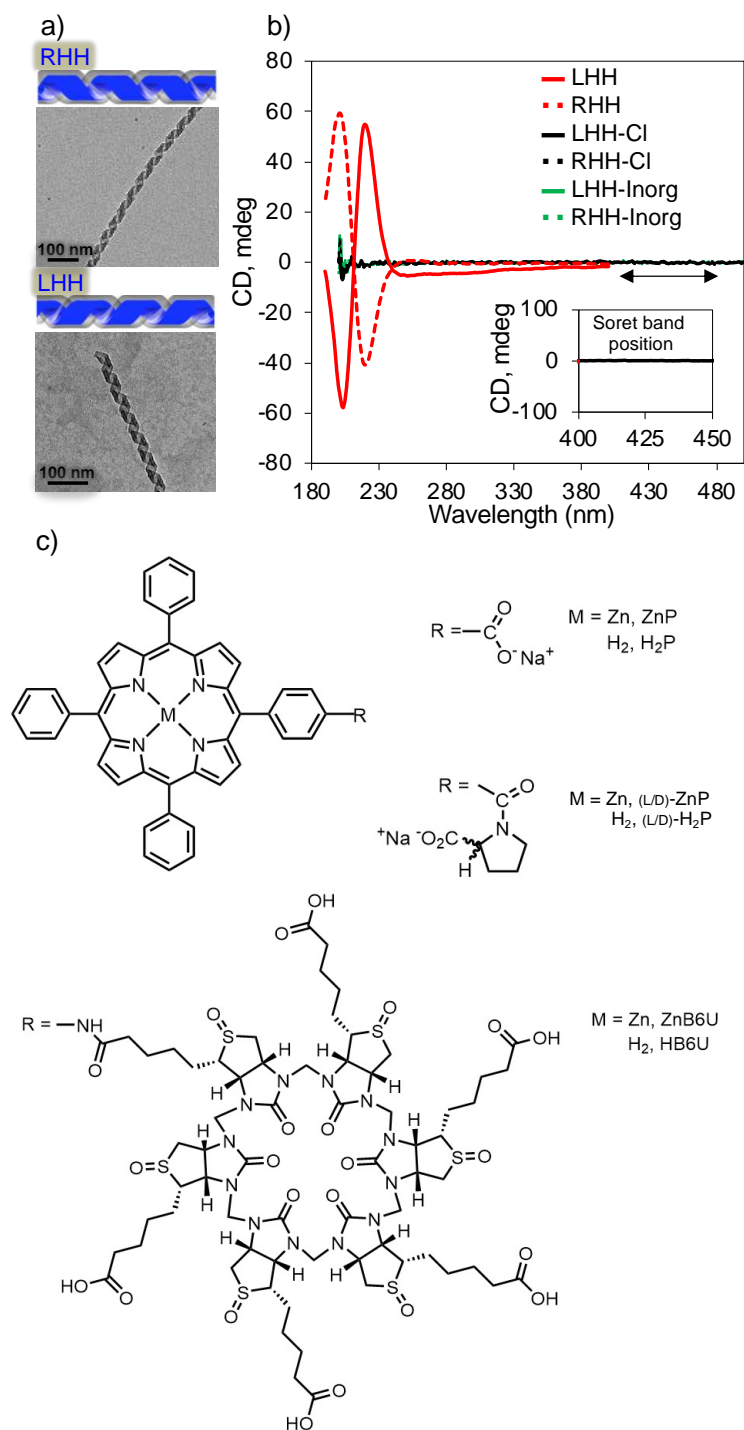 a)
RHH
100 nm
LHH
100 nm
b)
CD, mdeg
80
60
40
20
0
-20
-40
-60
-80
LHH
RHH
LHH-Cl
RHH-Cl
LHH-Inorg
RHH-Inorg
CD, mdeg
100
0
-100
Soret band
position
400 425 450
180 230 280 330 380 430 480
Wavelength (nm)
c)
N N
M
N N
R
R = C O
O- Na+
M = Zn, ZnP
H2, H2P
R = C O
+Na -O2C N
H
M = Zn, (L/D)-ZnP
H2, (L/D)-H2P
R = NH
O
M = Zn, ZnB6U
H2, HB6U
OH
O
O
S
S
O
O
OH
H H
H H
N N N N
N O O N
H H
N N
S O
O O
N N
O S
N N
H H
O O
N O O N
N N N N
H H
H H
O
HO
O
OH
S
O
S
O
O
HO